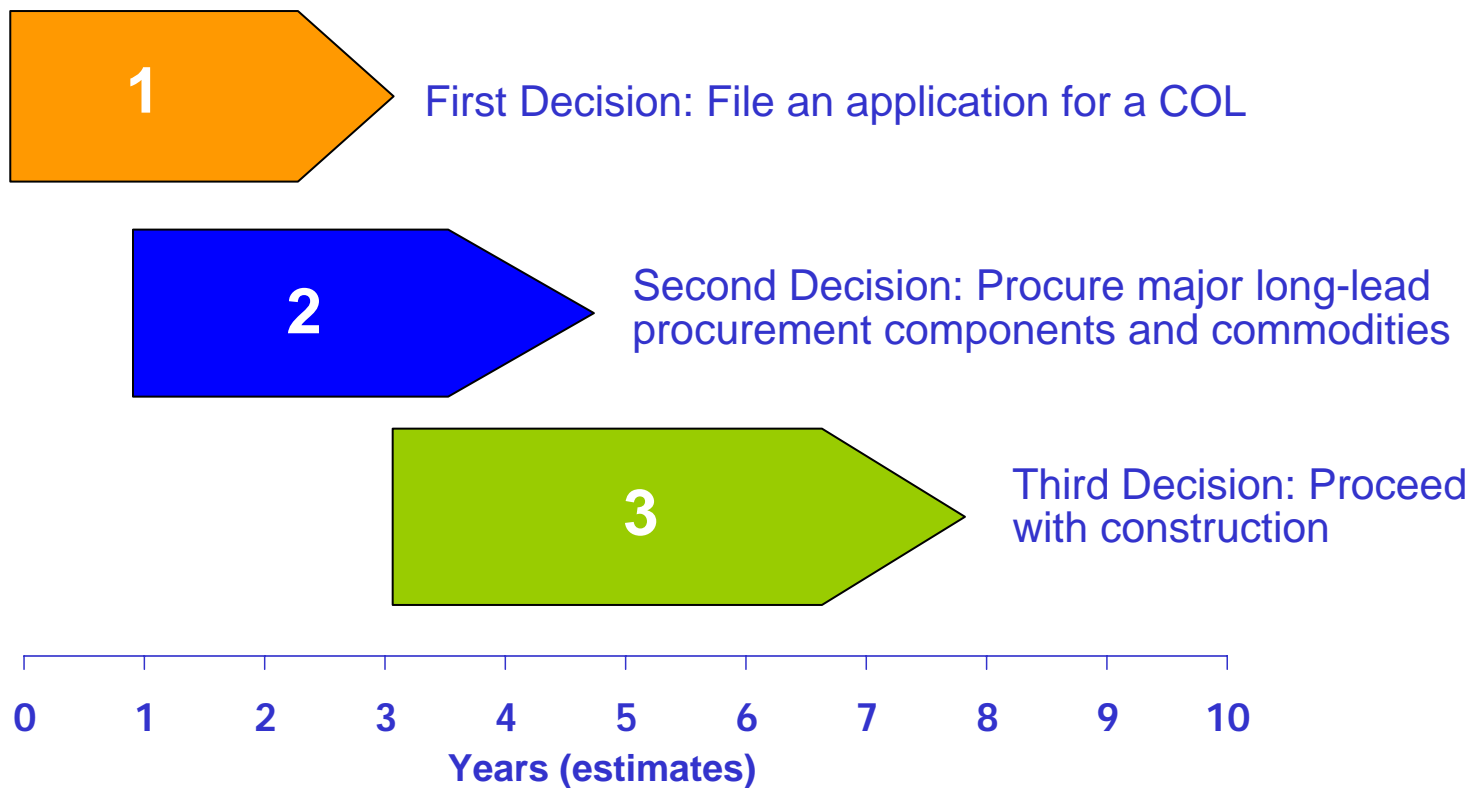 1
First Decision: File an application for a COL
2
Second Decision: Procure major long-lead
procurement components and commodities
3
Third Decision: Proceed
with construction
0 1 2 3 4 5 6 7 8 9 10
Years (estimates)